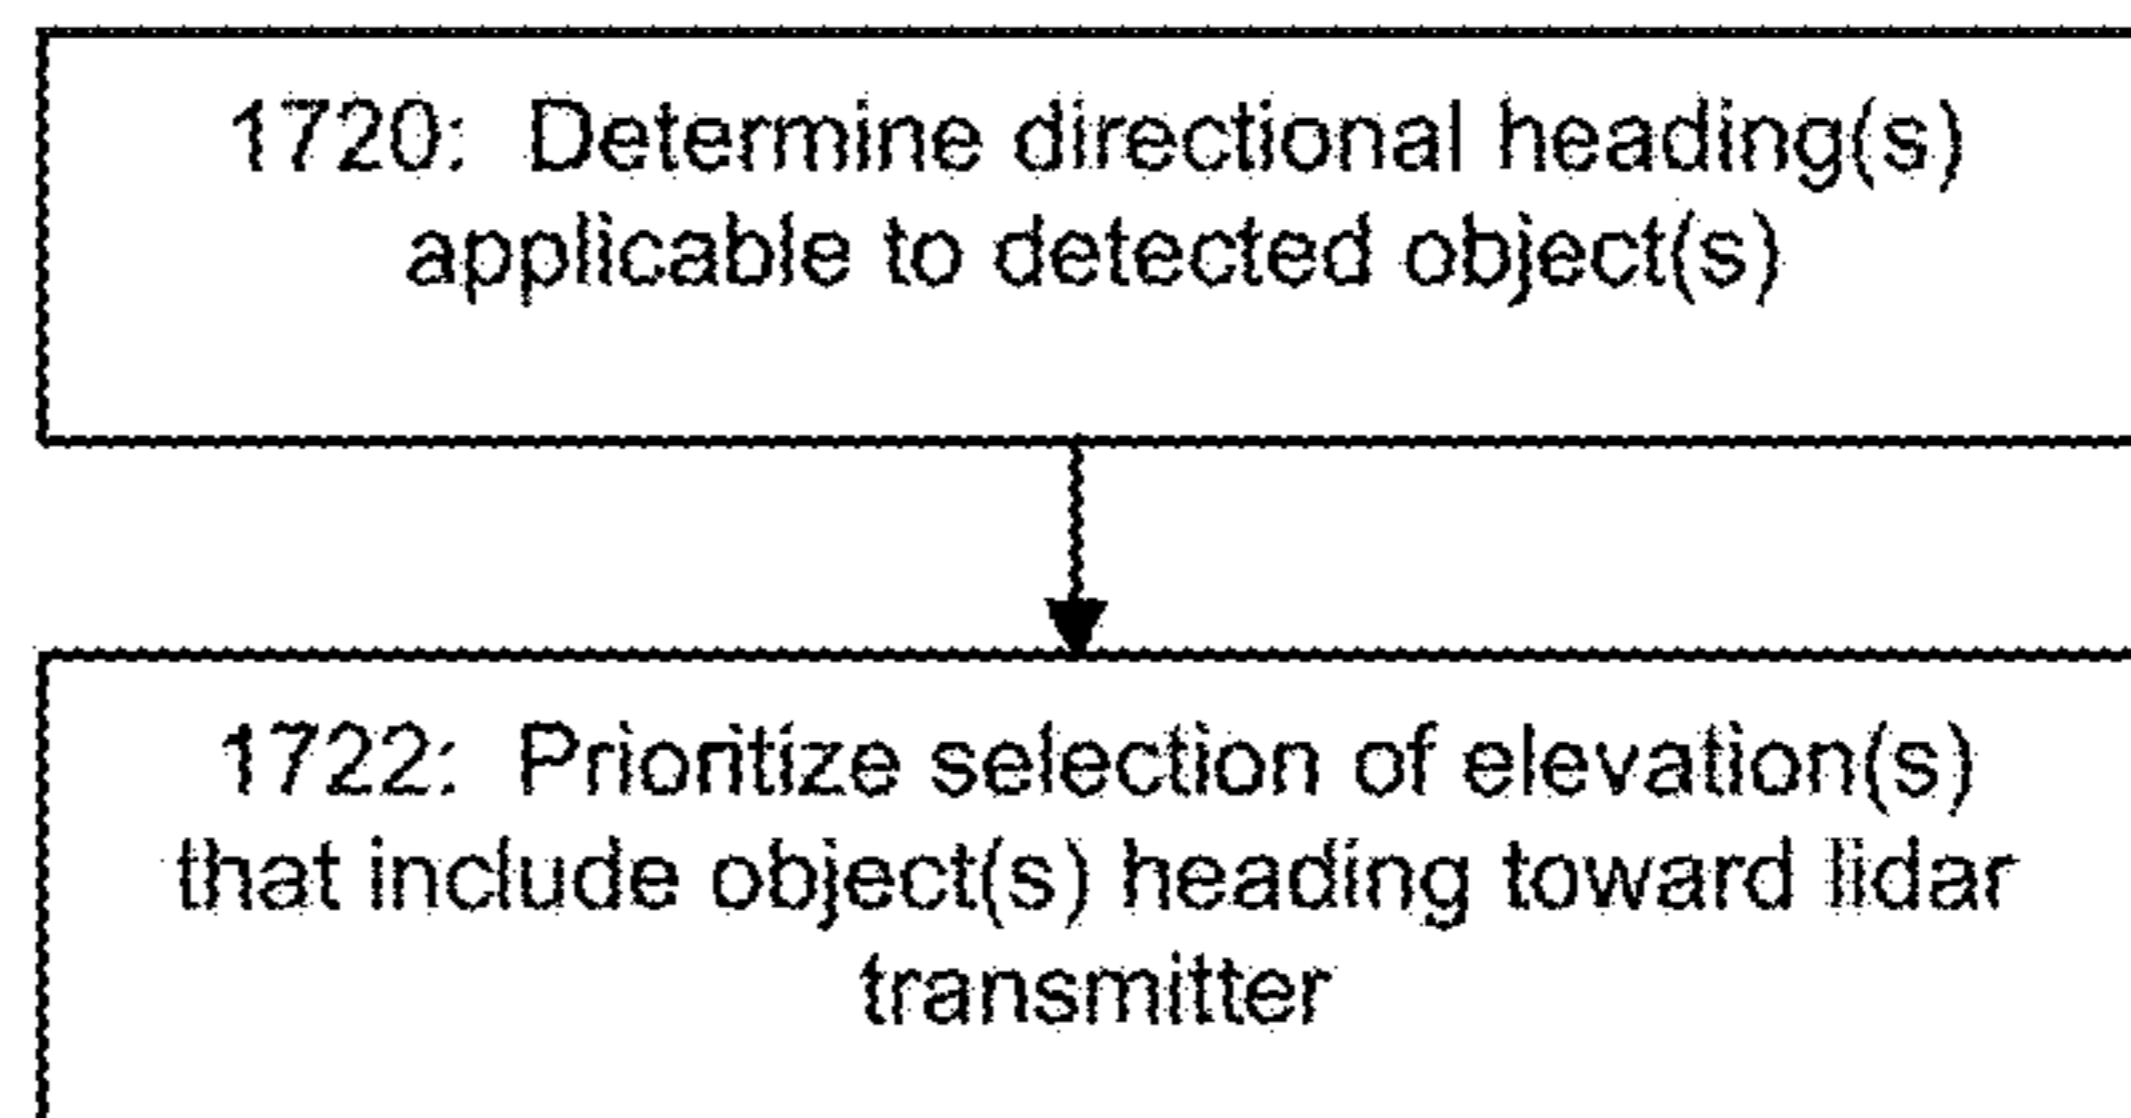 1720:  Determine directional heading(s)
applicable to detected object(s)
1722:  Prioritize selection of elevation(s)
that include object(s) heading toward lidar
transmitter